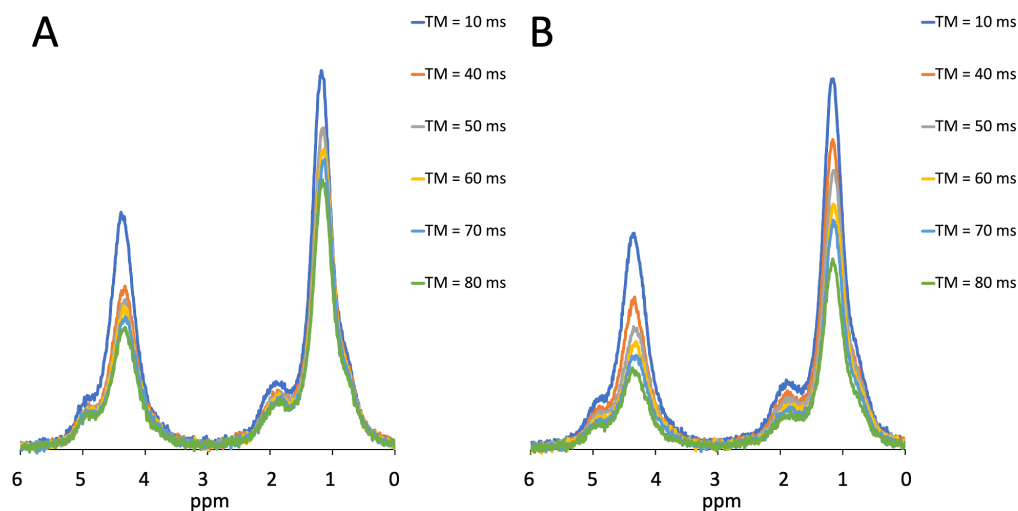 A
TM = 10 ms
TM = 40 ms
TM = 50 ms
TM = 60 ms
TM = 70 ms
TM = 80 ms
6 5 4 3 2 1 0
ppm
B
TM = 10 ms
TM = 40 ms
TM = 50 ms
TM = 60 ms
TM = 70 ms
TM = 80 ms
6 5 4 3 2 1 0
ppm